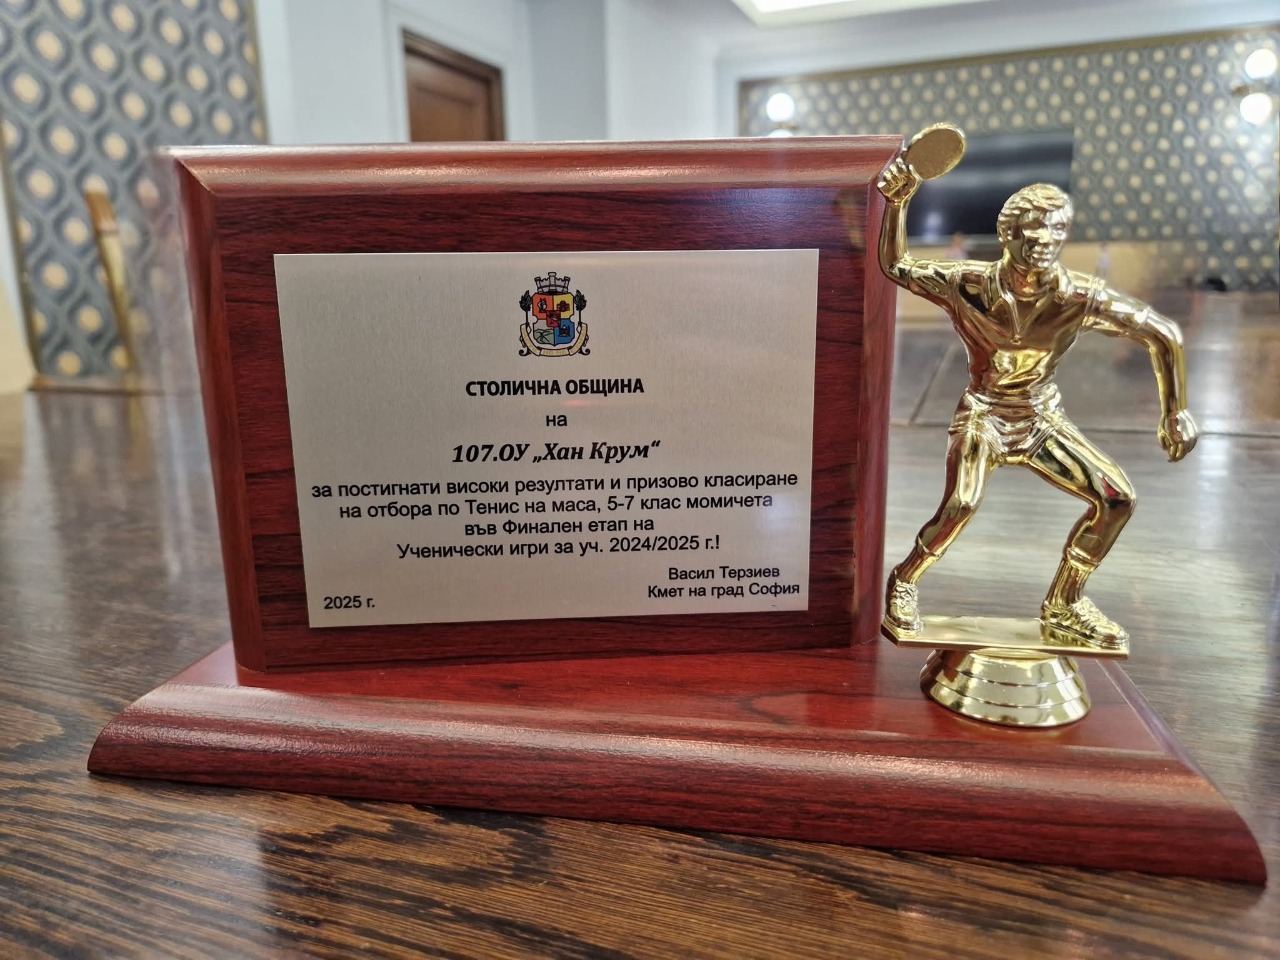 СТОЛИЧНА ОБЩИНА
на
107.ОУ „Хан Крум“
за постигнати високи резултати и призово класиране
на отбора по Тенис на маса, 5-7 клас момичета
във Финален етап на
Ученически игри за уч. 2024/2025 г.!
Васил Терзиев
Кмет на град София
2025 г.